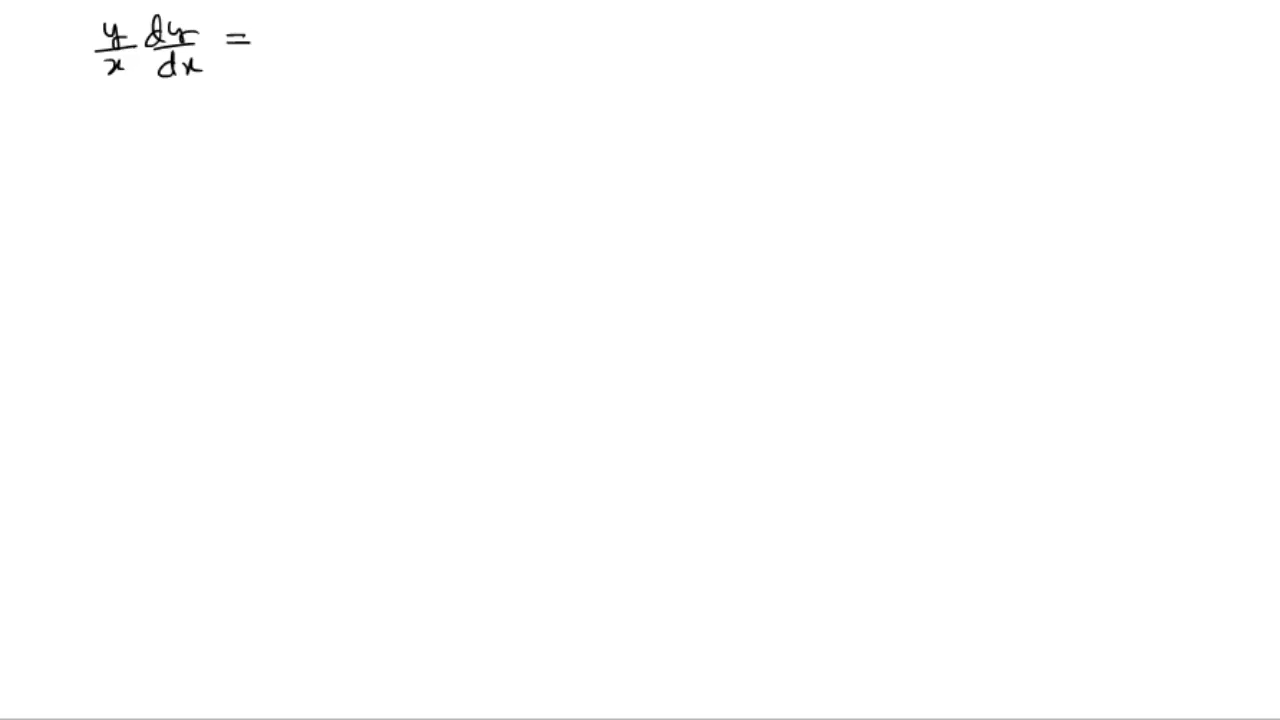 y/x dy/dx =